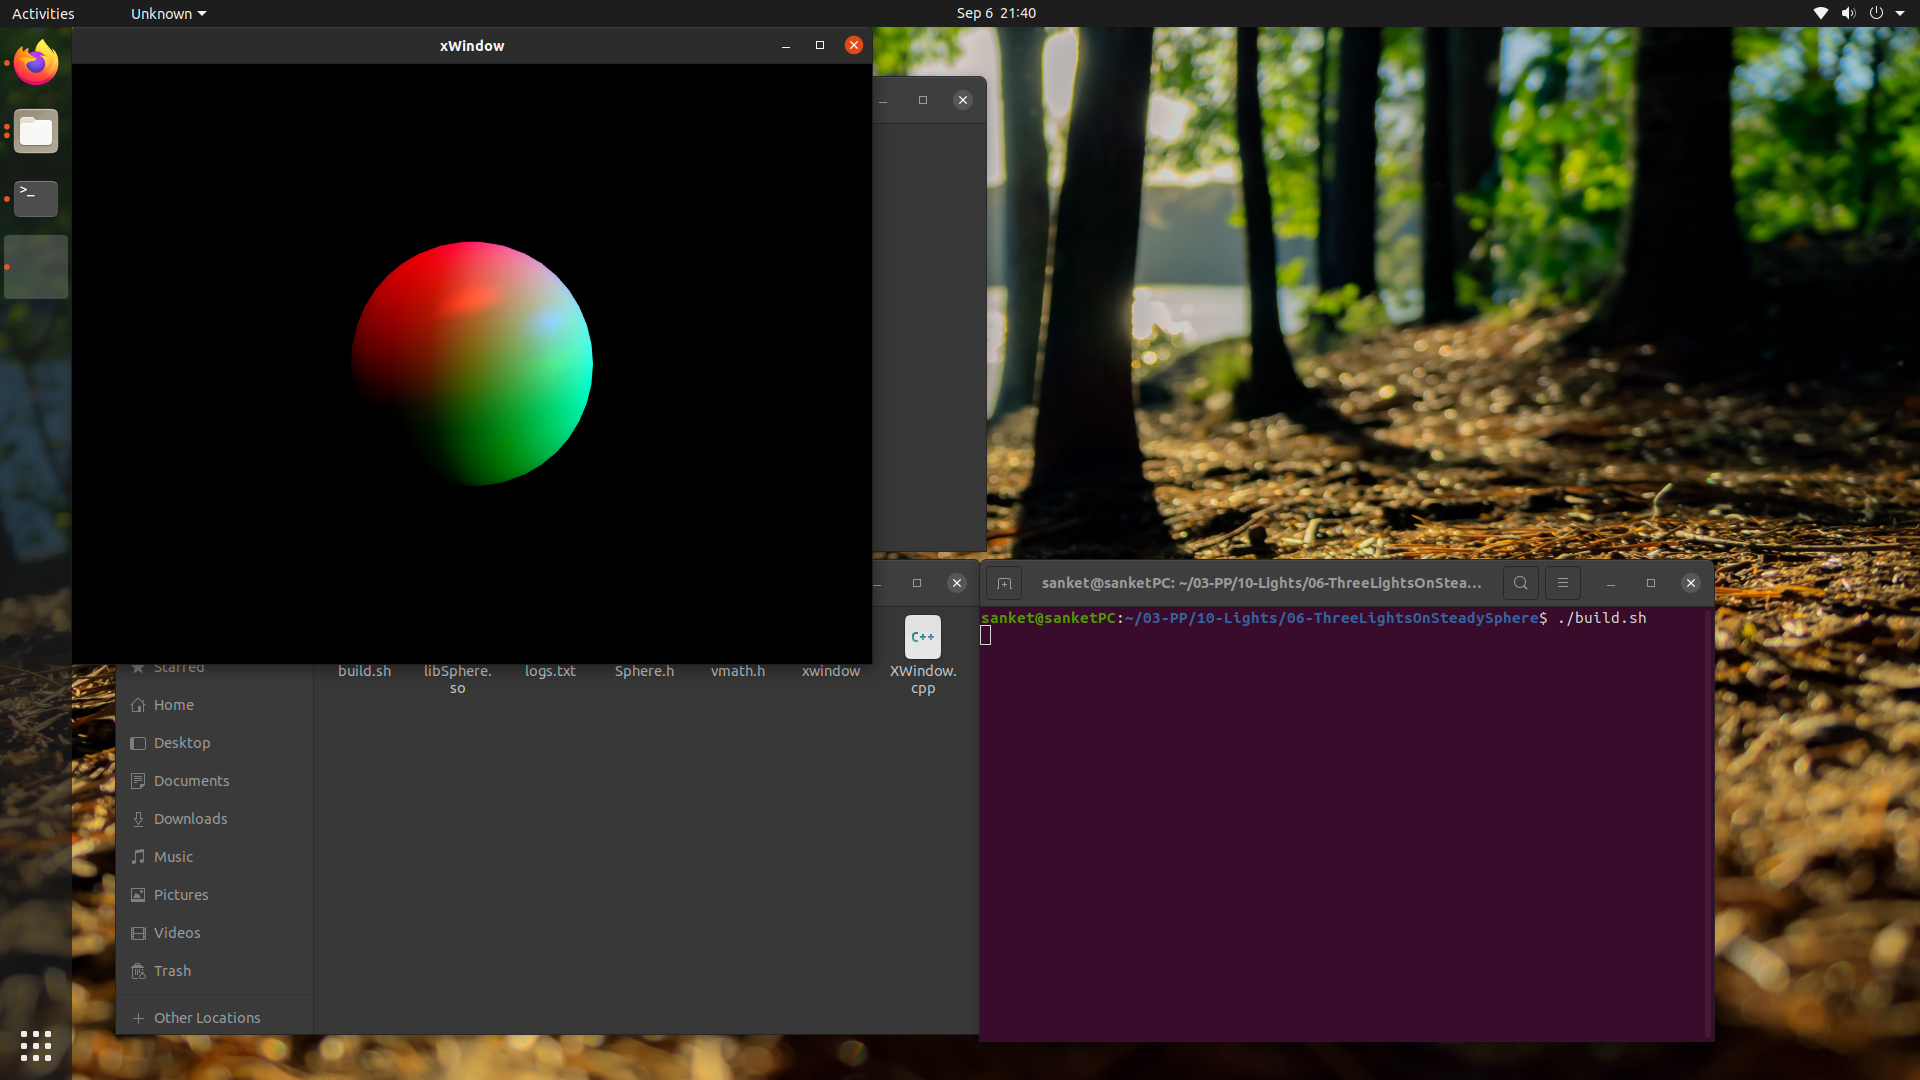 Activities
Unknown
Sep 6 21:40
xWindow
>_
sanket@sanketPC: ~/03-PP/10-Lights/06-ThreeLightsOnStea...
sanket@sanketPC:~/03-PP/10-Lights/06-ThreeLightsOnSteadySphere$ ./build.sh
C++
build.sh
libSphere.
so
logs.txt
Sphere.h
vmath.h
xwindow
XWindow.
cpp
Starred
Home
Desktop
Documents
Downloads
Music
Pictures
Videos
Trash
Other Locations